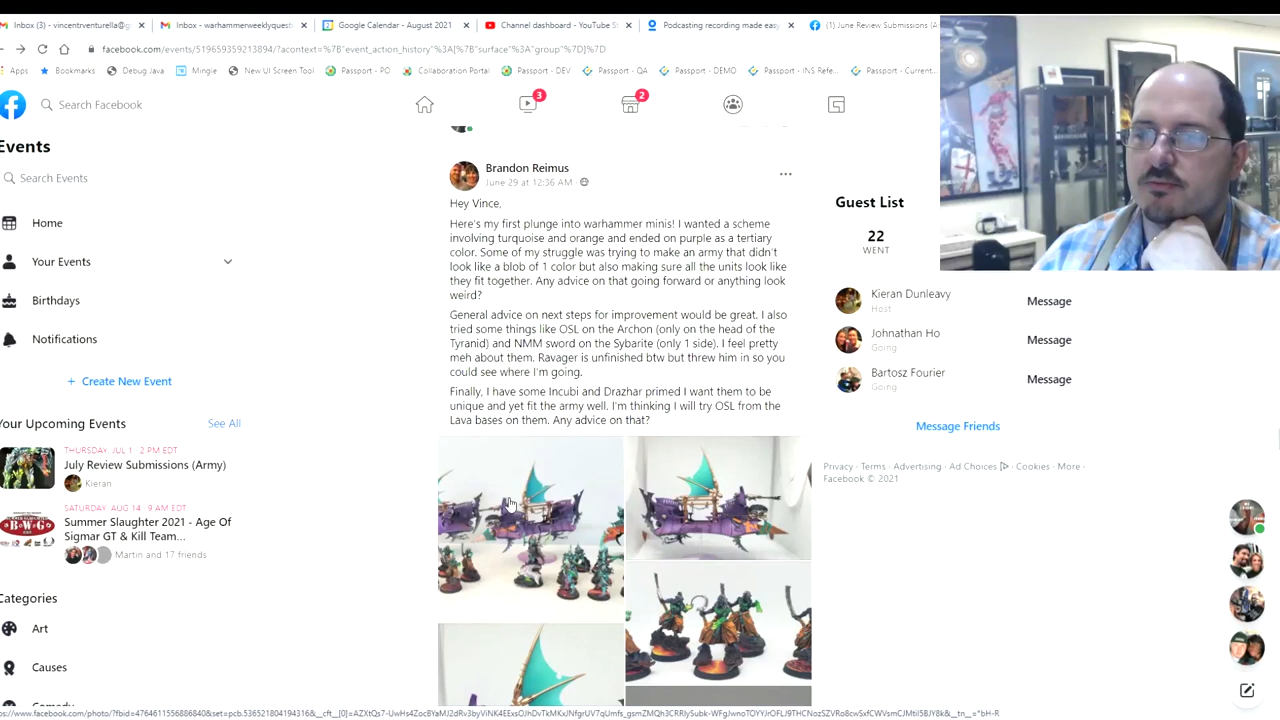 Inbox (3) - vincentrventurella@g
Inbox - warhammerweeklyquest
Google Calendar - August 2021
Channel dashboard - YouTube S
Podcasting recording made easy
(1) June Review Submissions (A
facebook.com/events/519659359213894/?acontext=%7B"event_action_history"%3A[%7B"surface"%3A"group"%7D]%7D
Apps
Bookmarks
Debug Java
Mingle
New UI Screen Tool
Passport - PO
Collaboration Portal
Passport - DEV
Passport - QA
Passport - DEMO
Passport - INS Refe...
Passport - Current...
Search Facebook
3
2
Events
Search Events
Home
Your Events
Birthdays
Notifications
+ Create New Event
Your Upcoming Events
See All
THURSDAY, JUL 1 · 2 PM EDT
July Review Submissions (Army)
Kieran
SATURDAY, AUG 14 · 9 AM EDT
Summer Slaughter 2021 - Age Of
Sigmar GT & Kill Team...
Martin and 17 friends
Categories
Art
Causes
Comedy
Brandon Reimus
June 29 at 12:36 AM
Hey Vince,
Here's my first plunge into warhammer minis! I wanted a scheme
involving turquoise and orange and ended on purple as a tertiary
color. Some of my struggle was trying to make an army that didn't
look like a blob of 1 color but also making sure all the units look like
they fit together. Any advice on that going forward or anything look
weird?
General advice on next steps for improvement would be great. I also
tried some things like OSL on the Archon (only on the head of the
Tyranid) and NMM sword on the Sybarite (only 1 side). I feel pretty
meh about them. Ravager is unfinished btw but threw him in so you
could see where I'm going.
Finally, I have some Incubi and Drazhar primed I want them to be
unique and yet fit the army well. I'm thinking I will try OSL from the
Lava bases on them. Any advice on that?
Guest List
22
WENT
Kieran Dunleavy
Host
Message
Johnathan Ho
Going
Message
Bartosz Fourier
Going
Message
Message Friends
Privacy · Terms · Advertising · Ad Choices · Cookies · More ·
Facebook © 2021